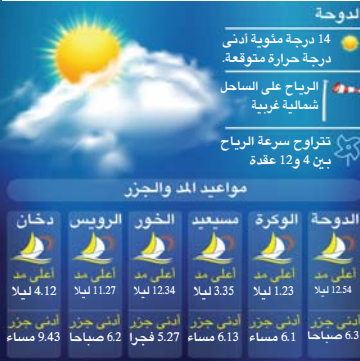 الدوحة
14 درجة مئوية أدنى
درجة حرارة متوقعة.
الرياح على الساحل
شمالية غربية
تتراوح سرعة الرياح
بين 4 و12 عقدة
مواعيد المد والجزر
الدوحة الوكرة مسيعيد الخور الرويس دخان
أعلى مد أعلى مد أعلى مد أعلى مد أعلى مد أعلى مد
12.54 ليلا 1.23 ليلا 3.35 ليلا 12.34 ليلا 11.27 ليلا 4.12 ليلا
أدنى جزر أدنى جزر أدنى جزر أدنى جزر أدنى جزر أدنى جزر
6.3 صباحا 6.1 مساء 6.13 مساء 5.27 فجرا 6.2 صباحا 9.43 مساء